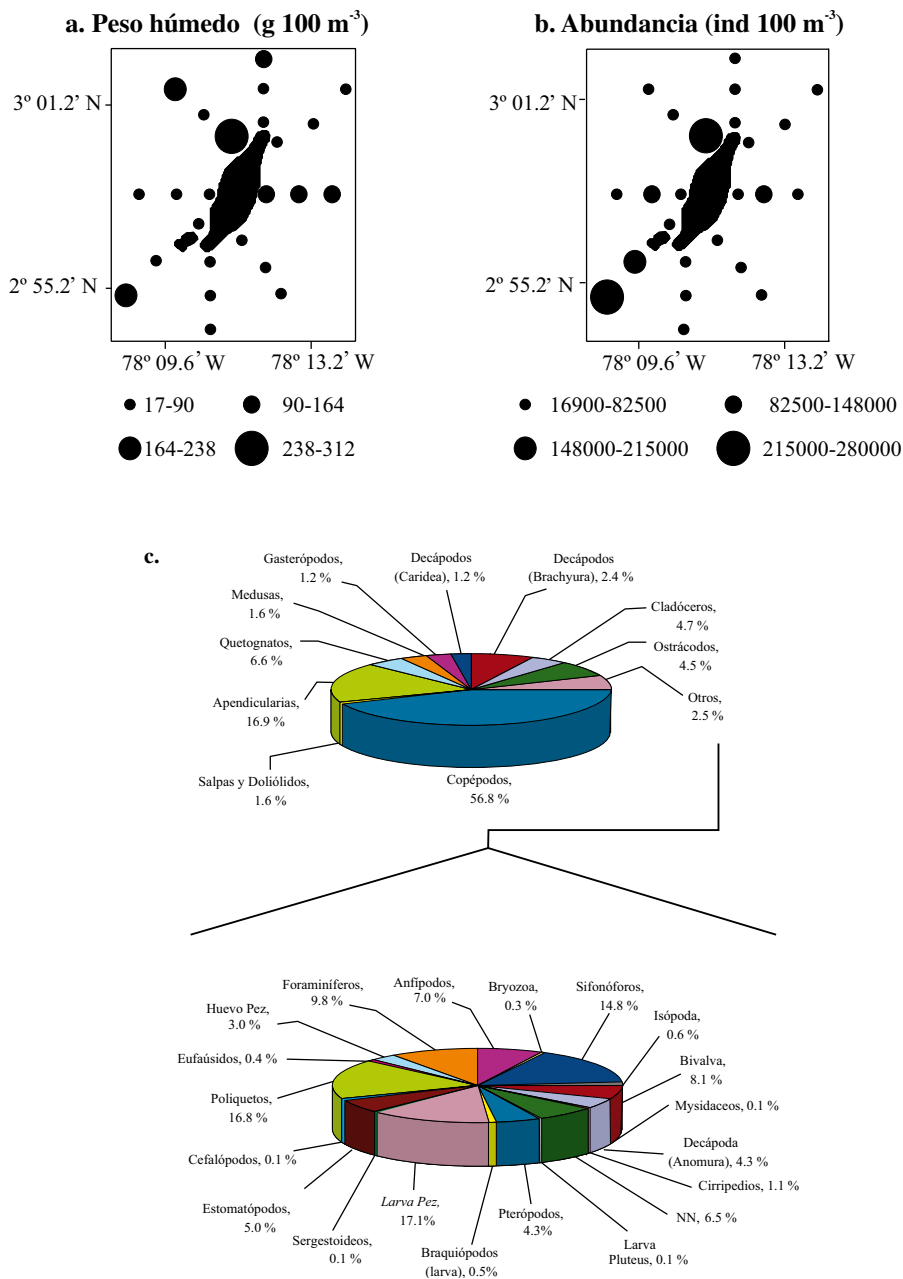 a. Peso húmedo (g 100 m-3)
b. Abundancia (ind 100 m-3)
3º 01.2' N
2º 55.2' N
78º 09.6' W
78º 13.2' W
3º 01.2' N
2º 55.2' N
78º 09.6' W
78º 13.2' W
17-90
90-164
164-238
238-312
16900-82500
82500-148000
148000-215000
215000-280000
c.
Gasterópodos,
1.2 %
Decápodos
(Caridea), 1.2 %
Decápodos
(Brachyura), 2.4 %
Medusas,
1.6 %
Cladóceros,
4.7 %
Quetognatos,
6.6 %
Ostrácodos,
4.5 %
Apendicularias,
16.9 %
Otros,
2.5 %
Salpas y Doliólidos,
1.6 %
Copépodos,
56.8 %
Foraminíferos,
9.8 %
Anfípodos,
7.0 %
Bryozoa,
0.3 %
Sifonóforos,
14.8 %
Huevo Pez,
3.0 %
Isópoda,
0.6 %
Eufaúsidos, 0.4 %
Bivalva,
8.1 %
Poliquetos,
16.8 %
Mysidaceos, 0.1 %
Cefalópodos, 0.1 %
Decápoda
(Anomura), 4.3 %
Cirripedios, 1.1 %
Estomatópodos,
5.0 %
Larva Pez,
17.1%
Pterópodos,
4.3%
NN, 6.5 %
Sergestoideos,
0.1 %
Braquiópodos
(larva), 0.5%
Larva
Pluteus, 0.1 %